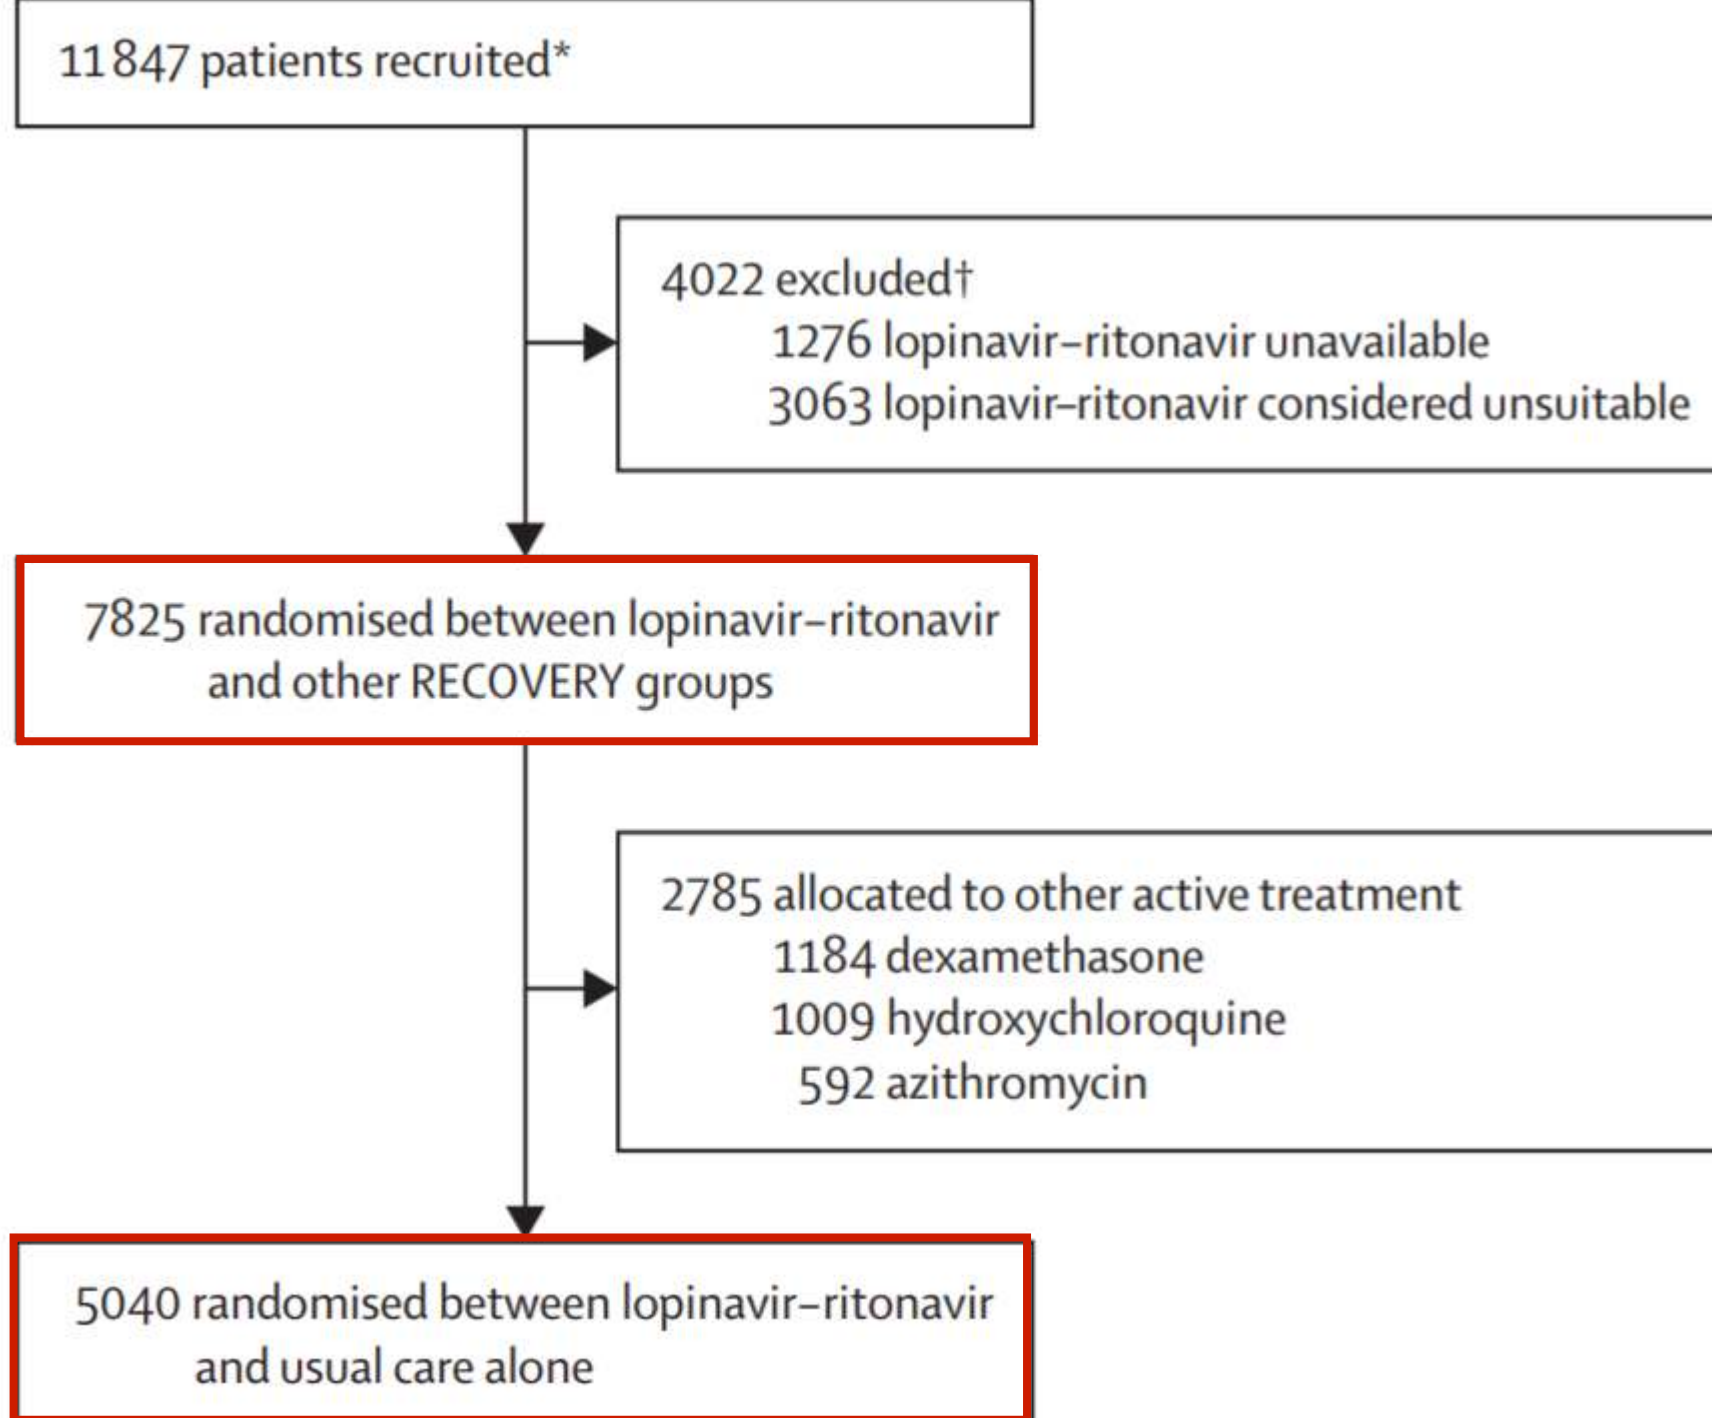 11 847 patients recruited*
4022 excluded†
1276 lopinavir–ritonavir unavailable
3063 lopinavir–ritonavir considered unsuitable
7825 randomised between lopinavir–ritonavir
and other RECOVERY groups
2785 allocated to other active treatment
1184 dexamethasone
1009 hydroxychloroquine
592 azithromycin
5040 randomised between lopinavir–ritonavir
and usual care alone